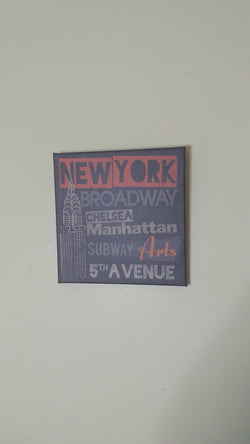 NEW YORK
BROADWAY
CHELSEA
Manhattan
SUBWAY Arts
5TH AVENUE